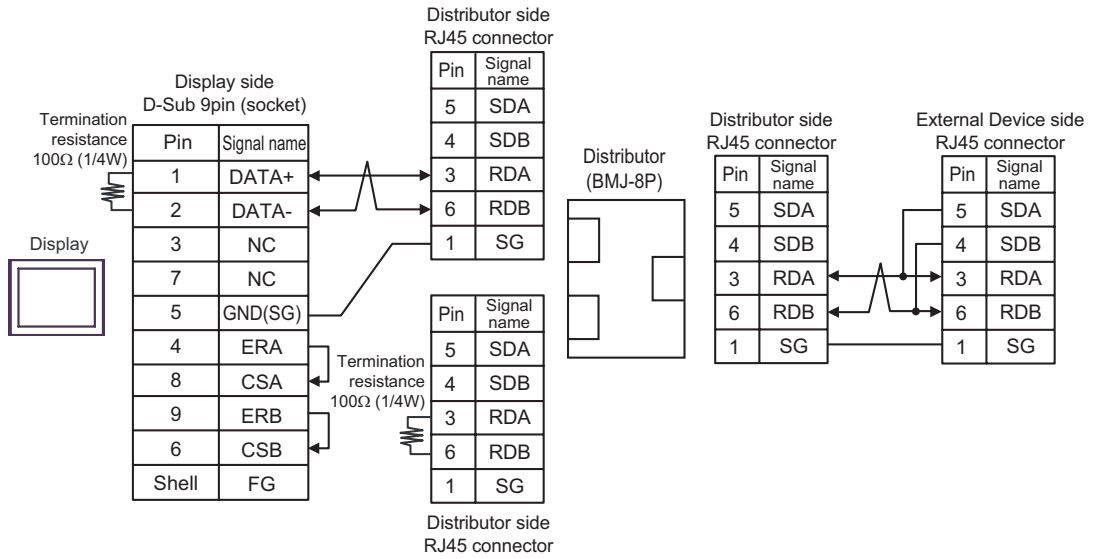 Distributor side
RJ45 connector
Pin Signal name
5 SDA
4 SDB
3 RDA
6 RDB
1 SG
Display side
D-Sub 9pin (socket)
Termination
resistance
100Ω (1/4W)
Pin Signal name
1 DATA+
2 DATA-
3 NC
7 NC
5 GND(SG)
4 ERA
8 CSA
9 ERB
6 CSB
Shell FG
Display
Pin Signal name
5 SDA
4 SDB
3 RDA
6 RDB
1 SG
Termination
resistance
100Ω (1/4W)
Distributor side
RJ45 connector
Distributor
(BMJ-8P)
Distributor side
RJ45 connector
Pin Signal name
5 SDA
4 SDB
3 RDA
6 RDB
1 SG
External Device side
RJ45 connector
Pin Signal name
5 SDA
4 SDB
3 RDA
6 RDB
1 SG